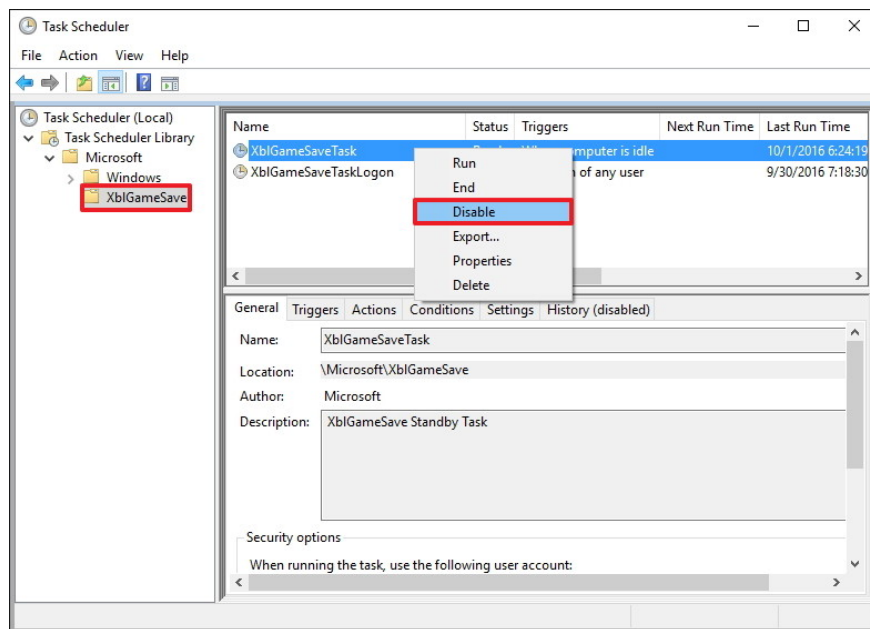 Task Scheduler
File Action View Help
Task Scheduler (Local)
Task Scheduler Library
Microsoft
Windows
XblGameSave
Name Status Triggers Next Run Time Last Run Time
XblGameSaveTask computer is idle 10/1/2016 6:24:19
XblGameSaveTaskLogon of any user 9/30/2016 7:18:30
Run
End
Disable
Export...
Properties
Delete
General Triggers Actions Conditions Settings History (disabled)
Name: XblGameSaveTask
Location: \Microsoft\XblGameSave
Author: Microsoft
Description: XblGameSave Standby Task
Security options
When running the task, use the following user account: